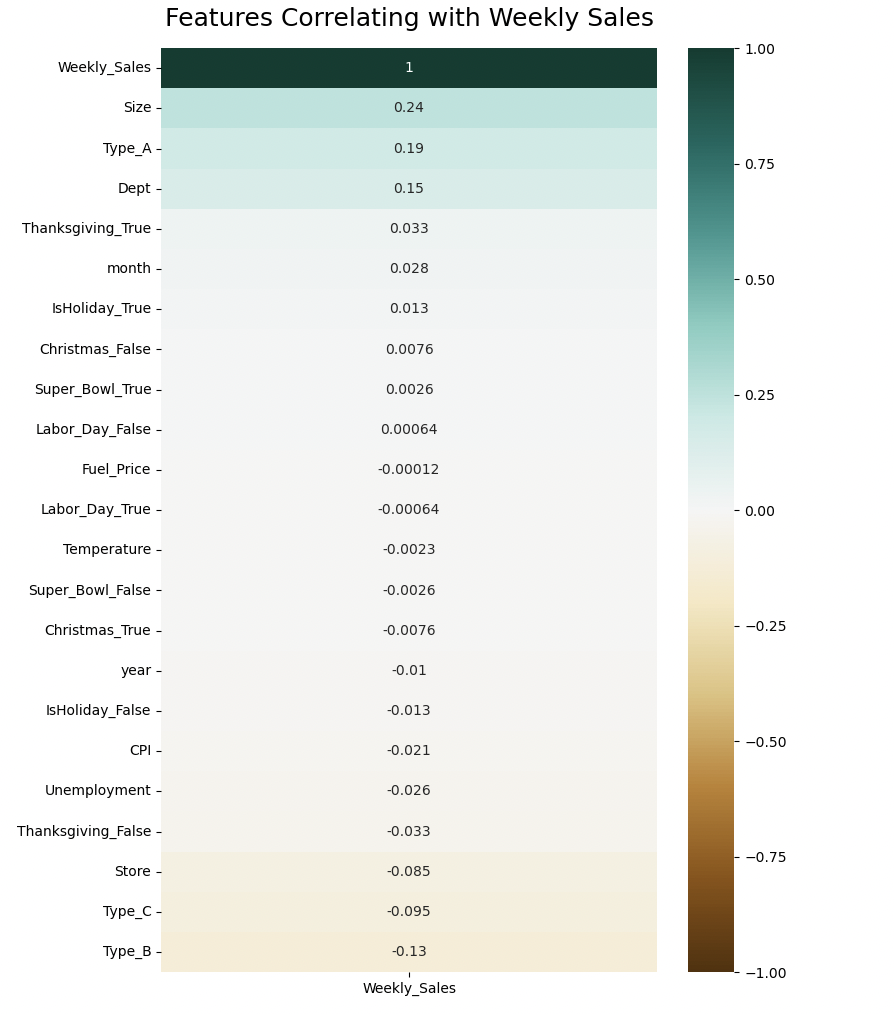 Features Correlating with Weekly Sales
Weekly_Sales 1
Size 0.24
Type_A 0.19
Dept 0.15
Thanksgiving_True 0.033
month 0.028
IsHoliday_True 0.013
Christmas_False 0.0076
Super_Bowl_True 0.0026
Labor_Day_False 0.00064
Fuel_Price -0.00012
Labor_Day_True -0.00064
Temperature -0.0023
Super_Bowl_False -0.0026
Christmas_True -0.0076
year -0.01
IsHoliday_False -0.013
CPI -0.021
Unemployment -0.026
Thanksgiving_False -0.033
Store -0.085
Type_C -0.095
Type_B -0.13
Weekly_Sales
1.00
0.75
0.50
0.25
0.00
−0.25
−0.50
−0.75
−1.00